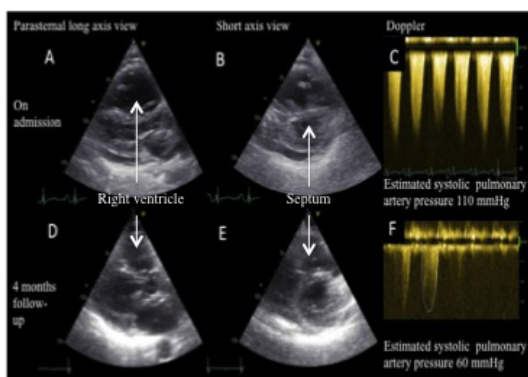 Parasternal long axis view
Short axis view
Doppler
A
B
C
On
admission
Estimated systolic pulmonary
artery pressure 110 mmHg
Right ventricle
Septum
D
E
F
4 months
follow-
up
Estimated systolic pulmonary
artery pressure 60 mmHg